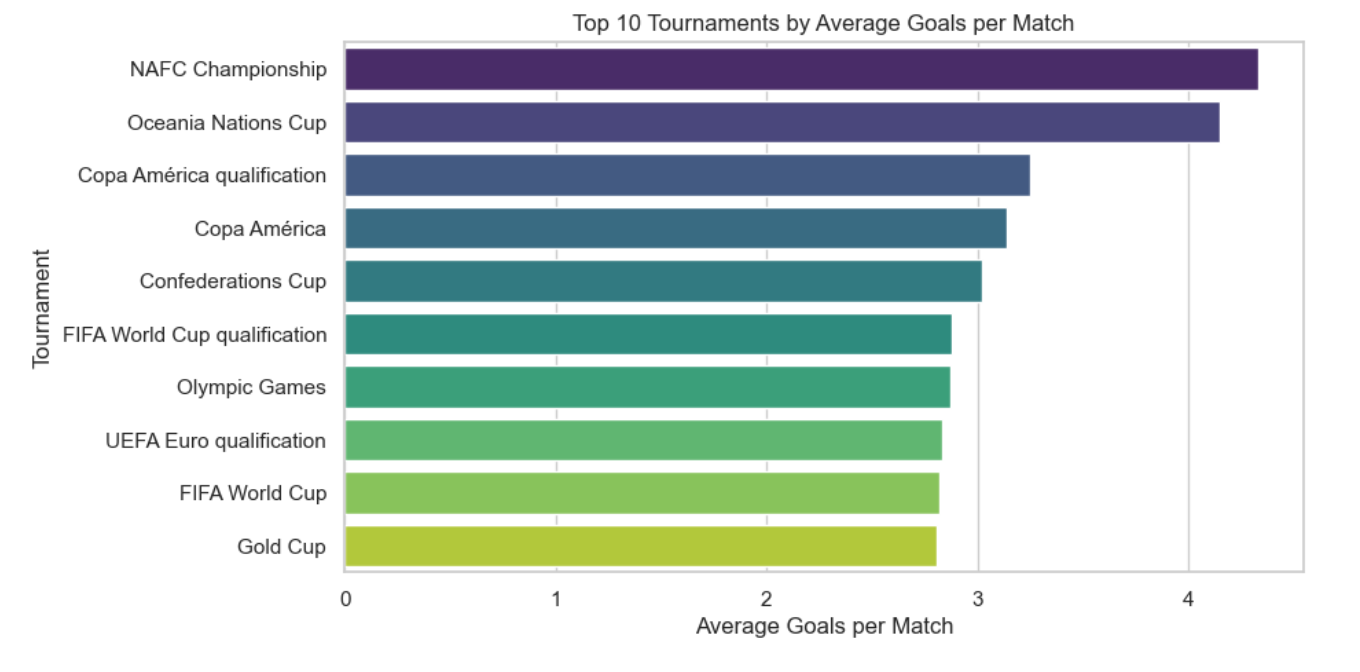 Top 10 Tournaments by Average Goals per Match
Tournament
NAFC Championship
Oceania Nations Cup
Copa América qualification
Copa América
Confederations Cup
FIFA World Cup qualification
Olympic Games
UEFA Euro qualification
FIFA World Cup
Gold Cup
0 1 2 3 4
Average Goals per Match